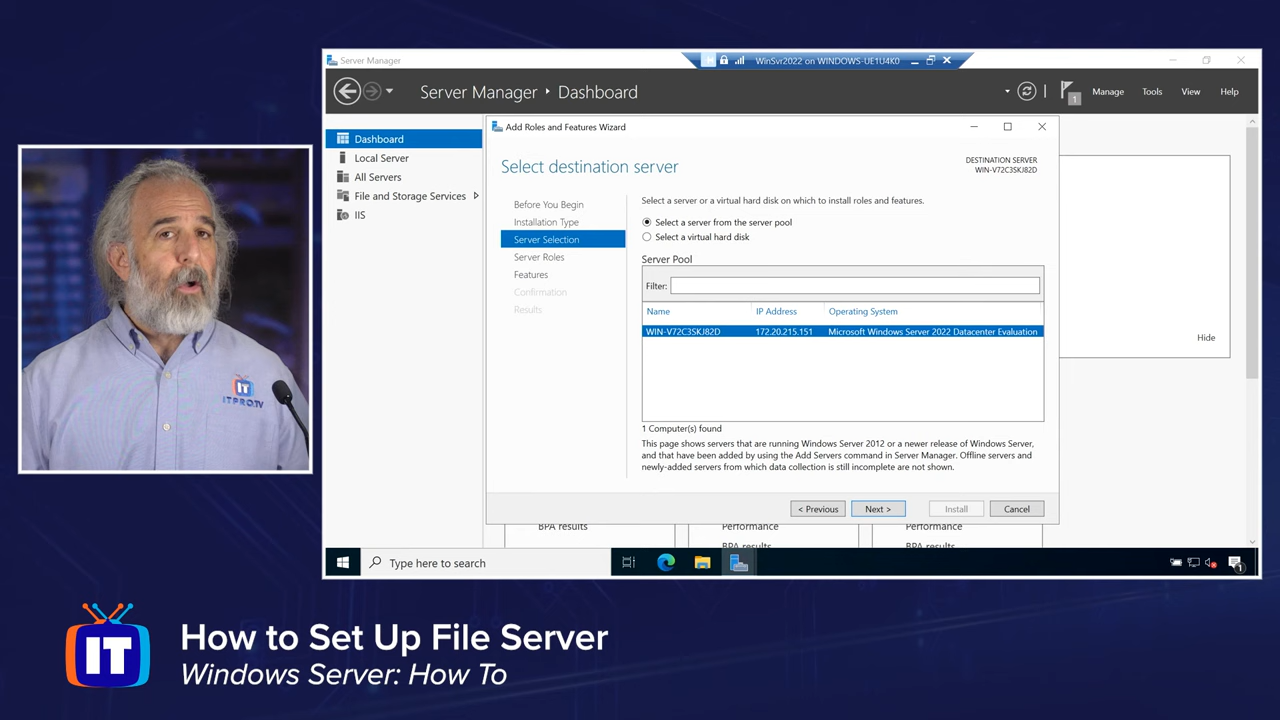 Server Manager
WinSvr2022 on WINDOWS-UE1U4K0
Server Manager • Dashboard
1
Manage
Tools
View
Help
Dashboard
Local Server
All Servers
File and Storage Services
IIS
Add Roles and Features Wizard
Select destination server
DESTINATION SERVER
WIN-V72C3SKJ82D
Before You Begin
Installation Type
Server Selection
Server Roles
Features
Confirmation
Results
Select a server or a virtual hard disk on which to install roles and features.
Select a server from the server pool
Select a virtual hard disk
Server Pool
Filter:
Name IP Address Operating System
WIN-V72C3SKJ82D 172.20.215.151 Microsoft Windows Server 2022 Datacenter Evaluation
1 Computer(s) found
This page shows servers that are running Windows Server 2012 or a newer release of Windows Server,
and that have been added by using the Add Servers command in Server Manager. Offline servers and
newly-added servers from which data collection is still incomplete are not shown.
< Previous
Next >
Install
Cancel
Hide
BPA results
Performance
Performance
BPA results
BPA results
Type here to search
1
IT
ITPRO.TV
IT
How to Set Up File Server
Windows Server: How To